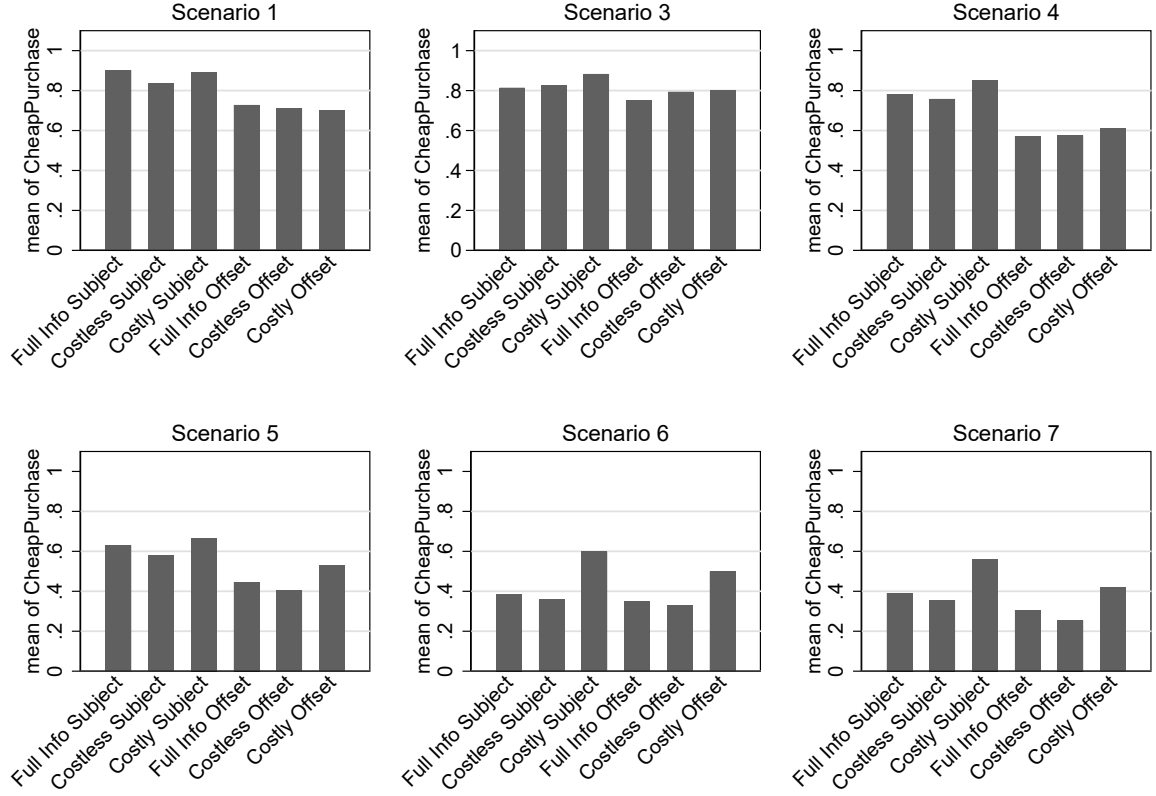 Scenario 1
mean of CheapPurchase
1
.8
.6
.4
.2
0
Full Info Subject
Costless Subject
Costly Subject
Full Info Offset
Costless Offset
Costly Offset
Scenario 3
mean of CheapPurchase
1
.8
.6
.4
.2
0
Full Info Subject
Costless Subject
Costly Subject
Full Info Offset
Costless Offset
Costly Offset
Scenario 4
mean of CheapPurchase
1
.8
.6
.4
.2
0
Full Info Subject
Costless Subject
Costly Subject
Full Info Offset
Costless Offset
Costly Offset
Scenario 5
mean of CheapPurchase
1
.8
.6
.4
.2
0
Full Info Subject
Costless Subject
Costly Subject
Full Info Offset
Costless Offset
Costly Offset
Scenario 6
mean of CheapPurchase
1
.8
.6
.4
.2
0
Full Info Subject
Costless Subject
Costly Subject
Full Info Offset
Costless Offset
Costly Offset
Scenario 7
mean of CheapPurchase
1
.8
.6
.4
.2
0
Full Info Subject
Costless Subject
Costly Subject
Full Info Offset
Costless Offset
Costly Offset